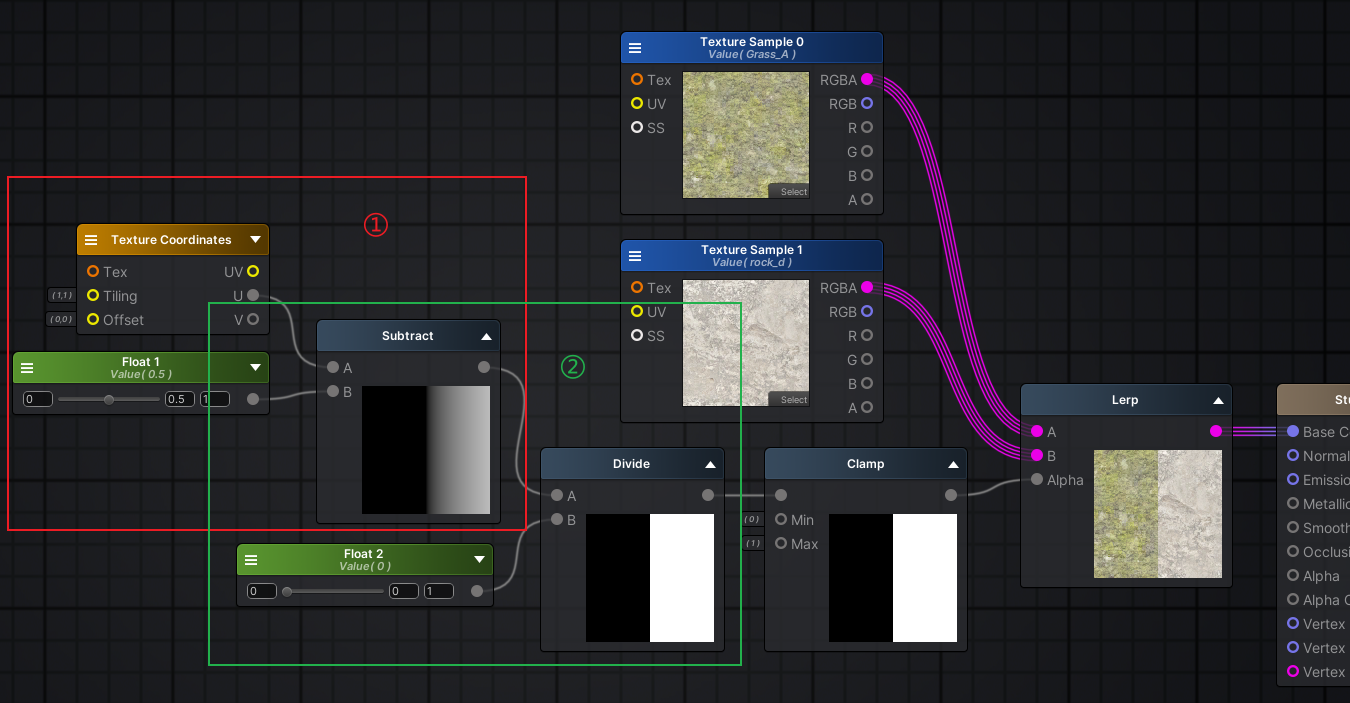 Texture Sample 0
Value( Grass_A )
Tex
UV
SS
Select
RGBA
RGB
R
G
B
A
Texture Sample 1
Value( rock_d )
Tex
UV
SS
Select
RGBA
RGB
R
G
B
A
①
Texture Coordinates
Tex
UV
(1,1)
Tiling
U
(0,0)
Offset
V
Float 1
Value( 0.5 )
0
0.5
1
Subtract
A
B
②
Float 2
Value( 0 )
0
0
1
Divide
A
B
Clamp
(0)
Min
(1)
Max
Lerp
A
B
Alpha
Base C
Normal
Emissio
Metallic
Smooth
Occlusi
Alpha
Alpha C
Vertex
Vertex
Vertex